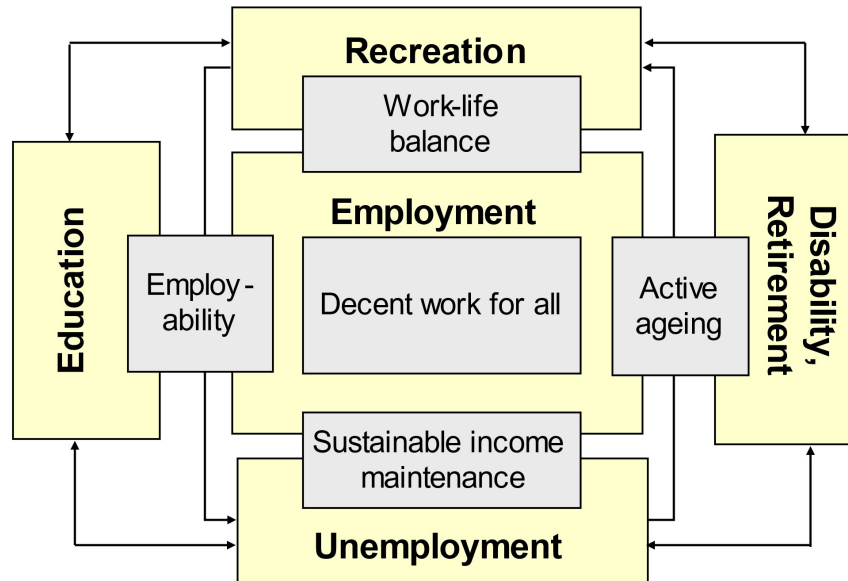 Recreation
Work-life
balance
Education
Employ-
ability
Employment
Decent work for all
Active
ageing
Disability,
Retirement
Sustainable income
maintenance
Unemployment